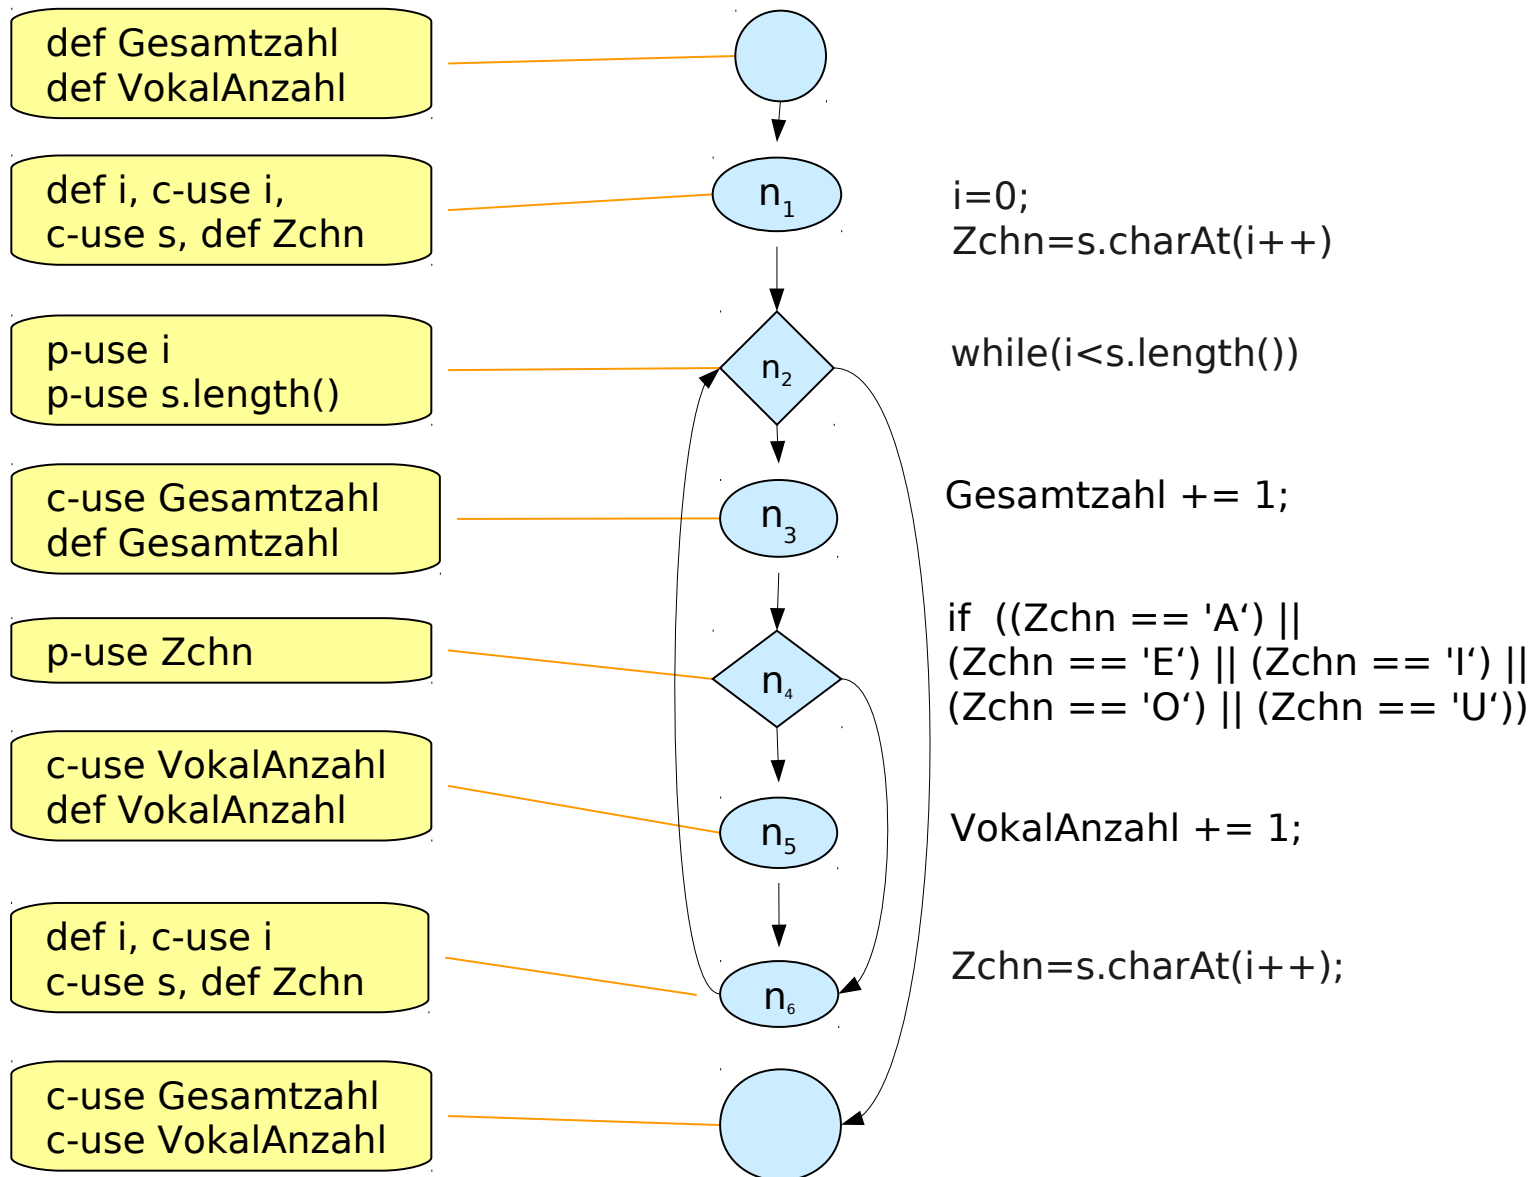 def Gesamtzahl
def VokalAnzahl
def i, c-use i,
c-use s, def Zchn
n1
i=0;
Zchn=s.charAt(i++)
p-use i
p-use s.length()
n2
while(i<s.length())
c-use Gesamtzahl
def Gesamtzahl
n3
Gesamtzahl += 1;
p-use Zchn
n4
if  ((Zchn == 'A‘) ||
(Zchn == 'E‘) || (Zchn == 'I‘) ||
(Zchn == 'O‘) || (Zchn == 'U‘))
c-use VokalAnzahl
def VokalAnzahl
n5
VokalAnzahl += 1;
def i, c-use i
c-use s, def Zchn
n6
Zchn=s.charAt(i++);
c-use Gesamtzahl
c-use VokalAnzahl